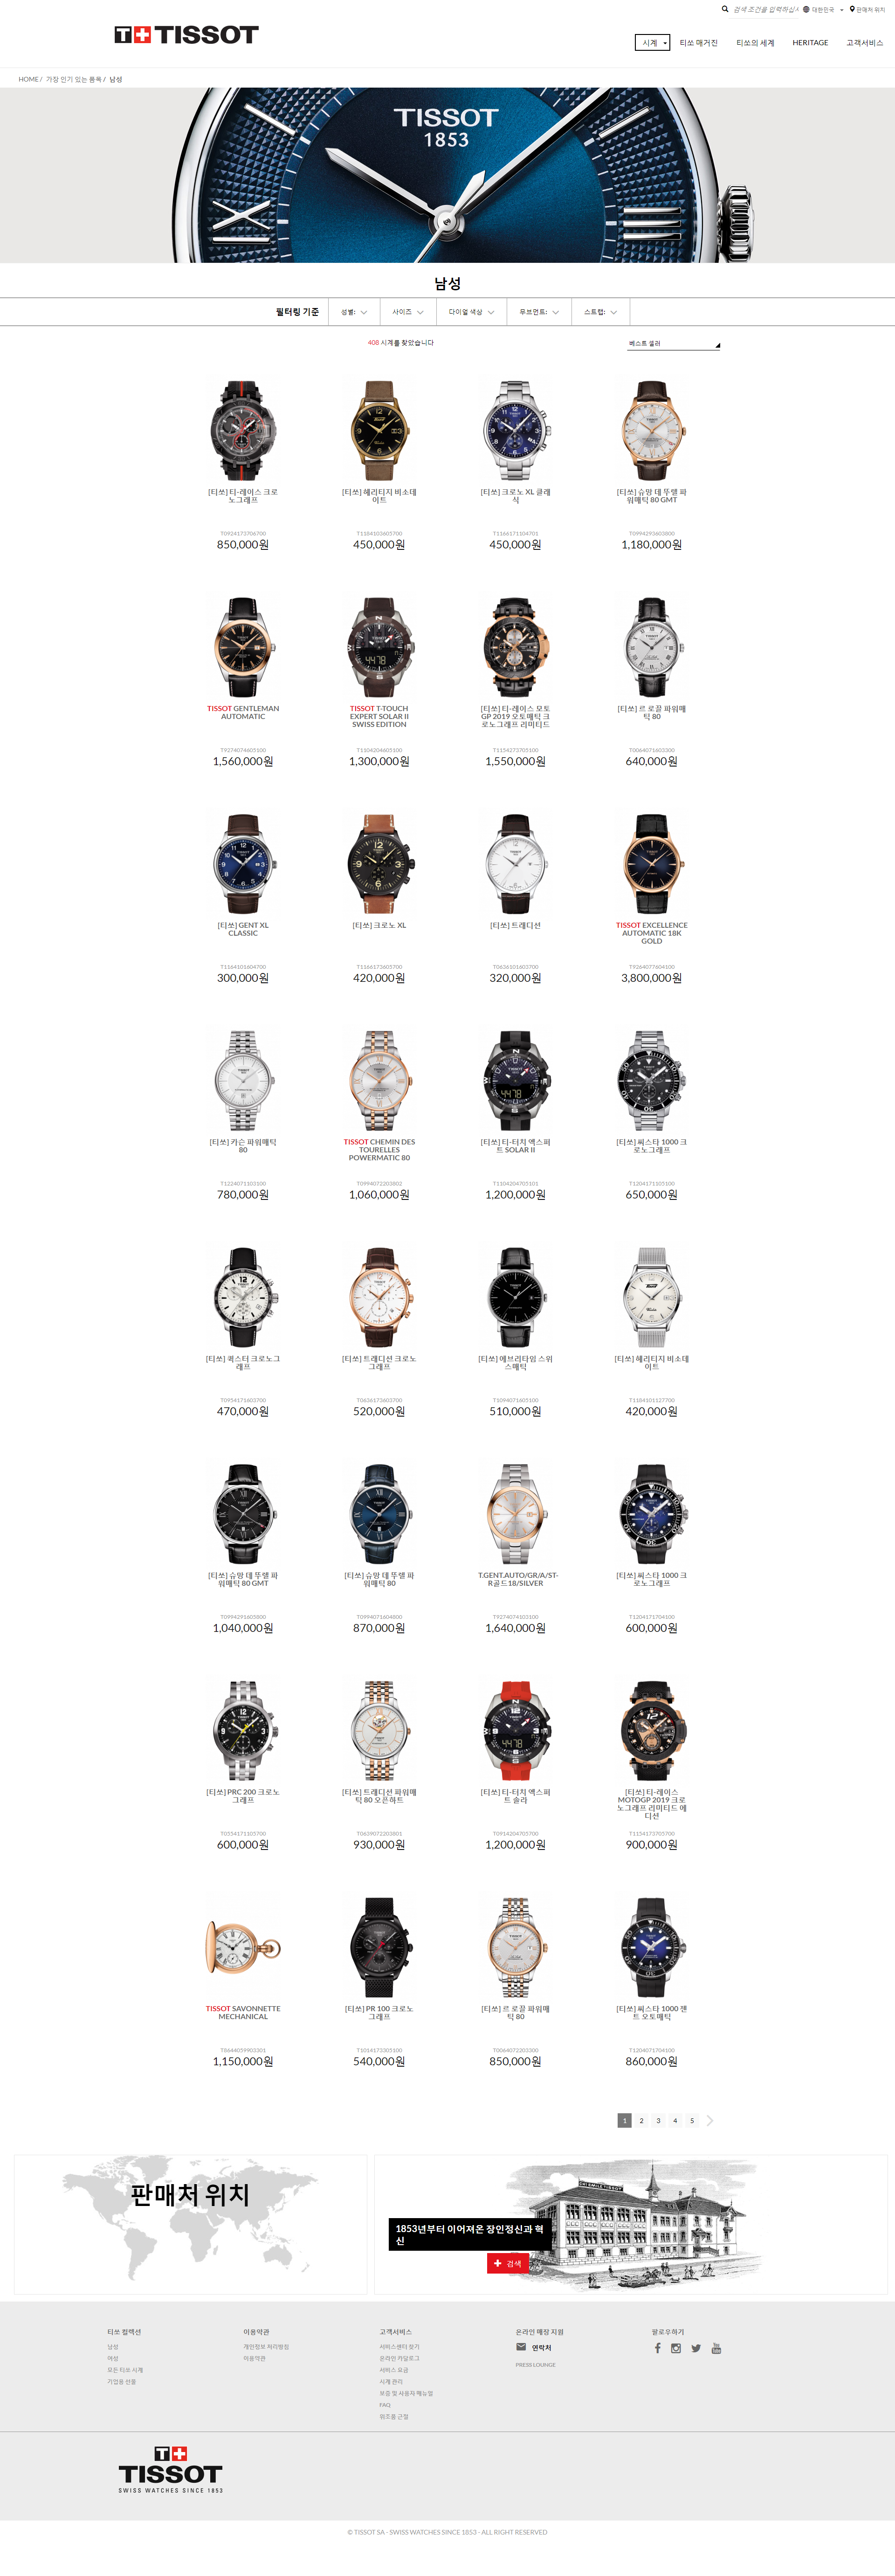 검색 조건을 입력하십시
대한민국
판매처 위치
TISSOT
시계
티쏘 매거진
티쏘의 세계
HERITAGE
고객서비스
HOME / 가장 인기 있는 품목 / 남성
TISSOT
1853
남성
필터링 기준
성별:
사이즈
다이얼 색상
무브먼트:
스트랩:
408 시계를 찾았습니다
베스트 셀러
[티쏘] 티-레이스 크로
노그래프
T0924173706700
850,000원
[티쏘] 헤리티지 비소데
이트
T1184103605700
450,000원
[티쏘] 크로노 XL 클래
식
T1166171104701
450,000원
[티쏘] 슈망 데 뚜렐 파
워매틱 80 GMT
T0994293603800
1,180,000원
TISSOT GENTLEMAN
AUTOMATIC
T9274074605100
1,560,000원
TISSOT T-TOUCH
EXPERT SOLAR II
SWISS EDITION
T1104204605100
1,300,000원
[티쏘] 티-레이스 모토
GP 2019 오토매틱 크
로노그래프 리미티드
T1154273705100
1,550,000원
[티쏘] 르 로끌 파워매
틱 80
T0064071603300
640,000원
[티쏘] GENT XL
CLASSIC
T1164101604700
300,000원
[티쏘] 크로노 XL
T1166173605700
420,000원
[티쏘] 트래디션
T0636101603700
320,000원
TISSOT EXCELLENCE
AUTOMATIC 18K
GOLD
T9264077604100
3,800,000원
[티쏘] 카슨 파워매틱
80
T1224071103100
780,000원
TISSOT CHEMIN DES
TOURELLES
POWERMATIC 80
T0994072203802
1,060,000원
[티쏘] 티-터치 엑스퍼
트 SOLAR II
T1104204705101
1,200,000원
[티쏘] 씨스타 1000 크
로노그래프
T1204171105100
650,000원
[티쏘] 퀵스터 크로노그
래프
T0954171603700
470,000원
[티쏘] 트래디션 크로노
그래프
T0636173603700
520,000원
[티쏘] 에브리타임 스위
스매틱
T1094071605100
510,000원
[티쏘] 헤리티지 비소데
이트
T1184101127700
420,000원
[티쏘] 슈망 데 뚜렐 파
워매틱 80 GMT
T0994291605800
1,040,000원
[티쏘] 슈망 데 뚜렐 파
워매틱 80
T0994071604800
870,000원
T.GENT.AUTO/GR/A/ST-
R골드18/SILVER
T9274074103100
1,640,000원
[티쏘] 씨스타 1000 크
로노그래프
T1204171704100
600,000원
[티쏘] PRC 200 크로노
그래프
T0554171105700
600,000원
[티쏘] 트래디션 파워매
틱 80 오픈하트
T0639072203801
930,000원
[티쏘] 티-터치 엑스퍼
트 솔라
T0914204705700
1,200,000원
[티쏘] 티-레이스
MOTOGP 2019 크로
노그래프 리미티드 에
디션
T1154173705700
900,000원
TISSOT SAVONNETTE
MECHANICAL
T8644059903301
1,150,000원
[티쏘] PR 100 크로노
그래프
T1014173305100
540,000원
[티쏘] 르 로끌 파워매
틱 80
T0064072203300
850,000원
[티쏘] 씨스타 1000 젠
트 오토매틱
T1204071704100
860,000원
1 2 3 4 5
판매처 위치
1853년부터 이어져온 장인정신과 혁
신
검색
티쏘 컬렉션
남성
여성
모든 티쏘 시계
기업용 선물
이용약관
개인정보 처리방침
이용약관
고객서비스
서비스센터 찾기
온라인 카달로그
서비스 요금
시계 관리
보증 및 사용자 매뉴얼
FAQ
위조품 근절
온라인 매장 지원
연락처
PRESS LOUNGE
팔로우하기
TISSOT
SWISS WATCHES SINCE 1853
© TISSOT SA - SWISS WATCHES SINCE 1853 - ALL RIGHT RESERVED